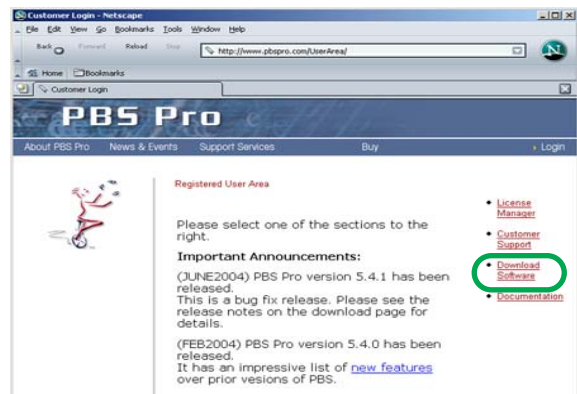 Customer Login - Netscape
File Edit View Go Bookmarks Tools Window Help
Back Forward Reload Stop http://www.pbspro.com/UserArea/ N
Home Bookmarks
Customer Login
PBS Pro
About PBS Pro News & Events Support Services Buy Login
Registered User Area
Please select one of the sections to the
right.
Important Announcements:
(JUNE2004) PBS Pro version 5.4.1 has been
released.
This is a bug fix release. Please see the
release notes on the download page for
details.
(FEB2004) PBS Pro version 5.4.0 has been
released.
It has an impressive list of new features
over prior vesions of PBS.
License
Manager
Customer
Support
Download
Software
Documentation